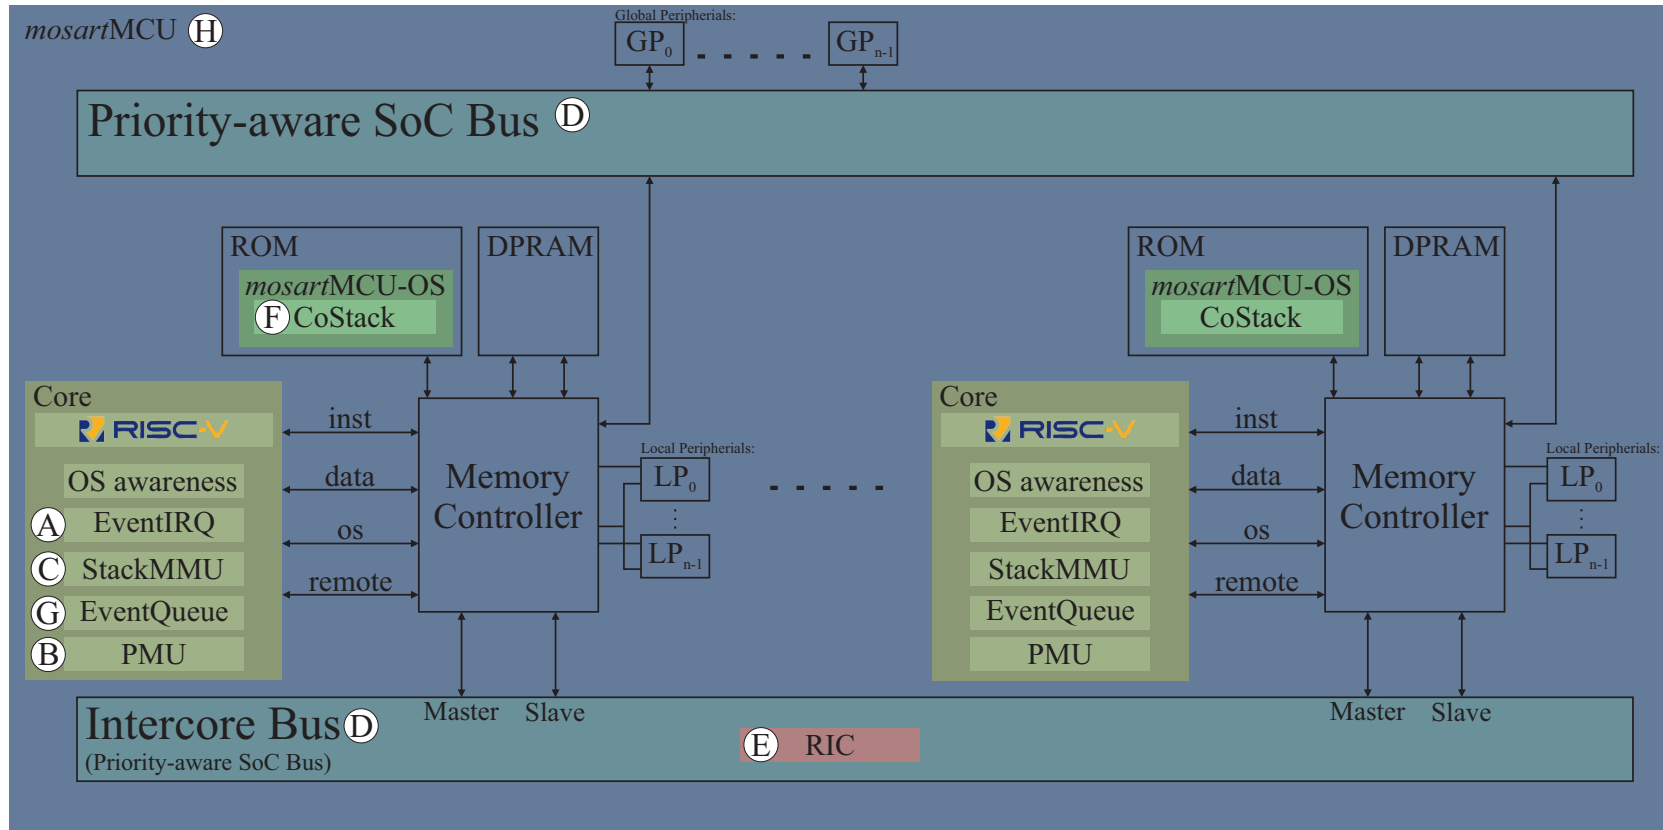 mosartMCU H
Global Peripherials:
GP0 - - - - - GPn-1
Priority-aware SoC Bus D
ROM
mosartMCU-OS
F CoStack
DPRAM
Core
RISC-V
OS awareness
A EventIRQ
C StackMMU
G EventQueue
B PMU
inst
data
os
remote
Memory
Controller
Local Peripherials:
LP0
⋮
LPn-1
- - - - -
ROM
mosartMCU-OS
CoStack
DPRAM
Core
RISC-V
OS awareness
EventIRQ
StackMMU
EventQueue
PMU
inst
data
os
remote
Memory
Controller
Local Peripherials:
LP0
⋮
LPn-1
Master Slave
Master Slave
Intercore Bus D
(Priority-aware SoC Bus)
E RIC